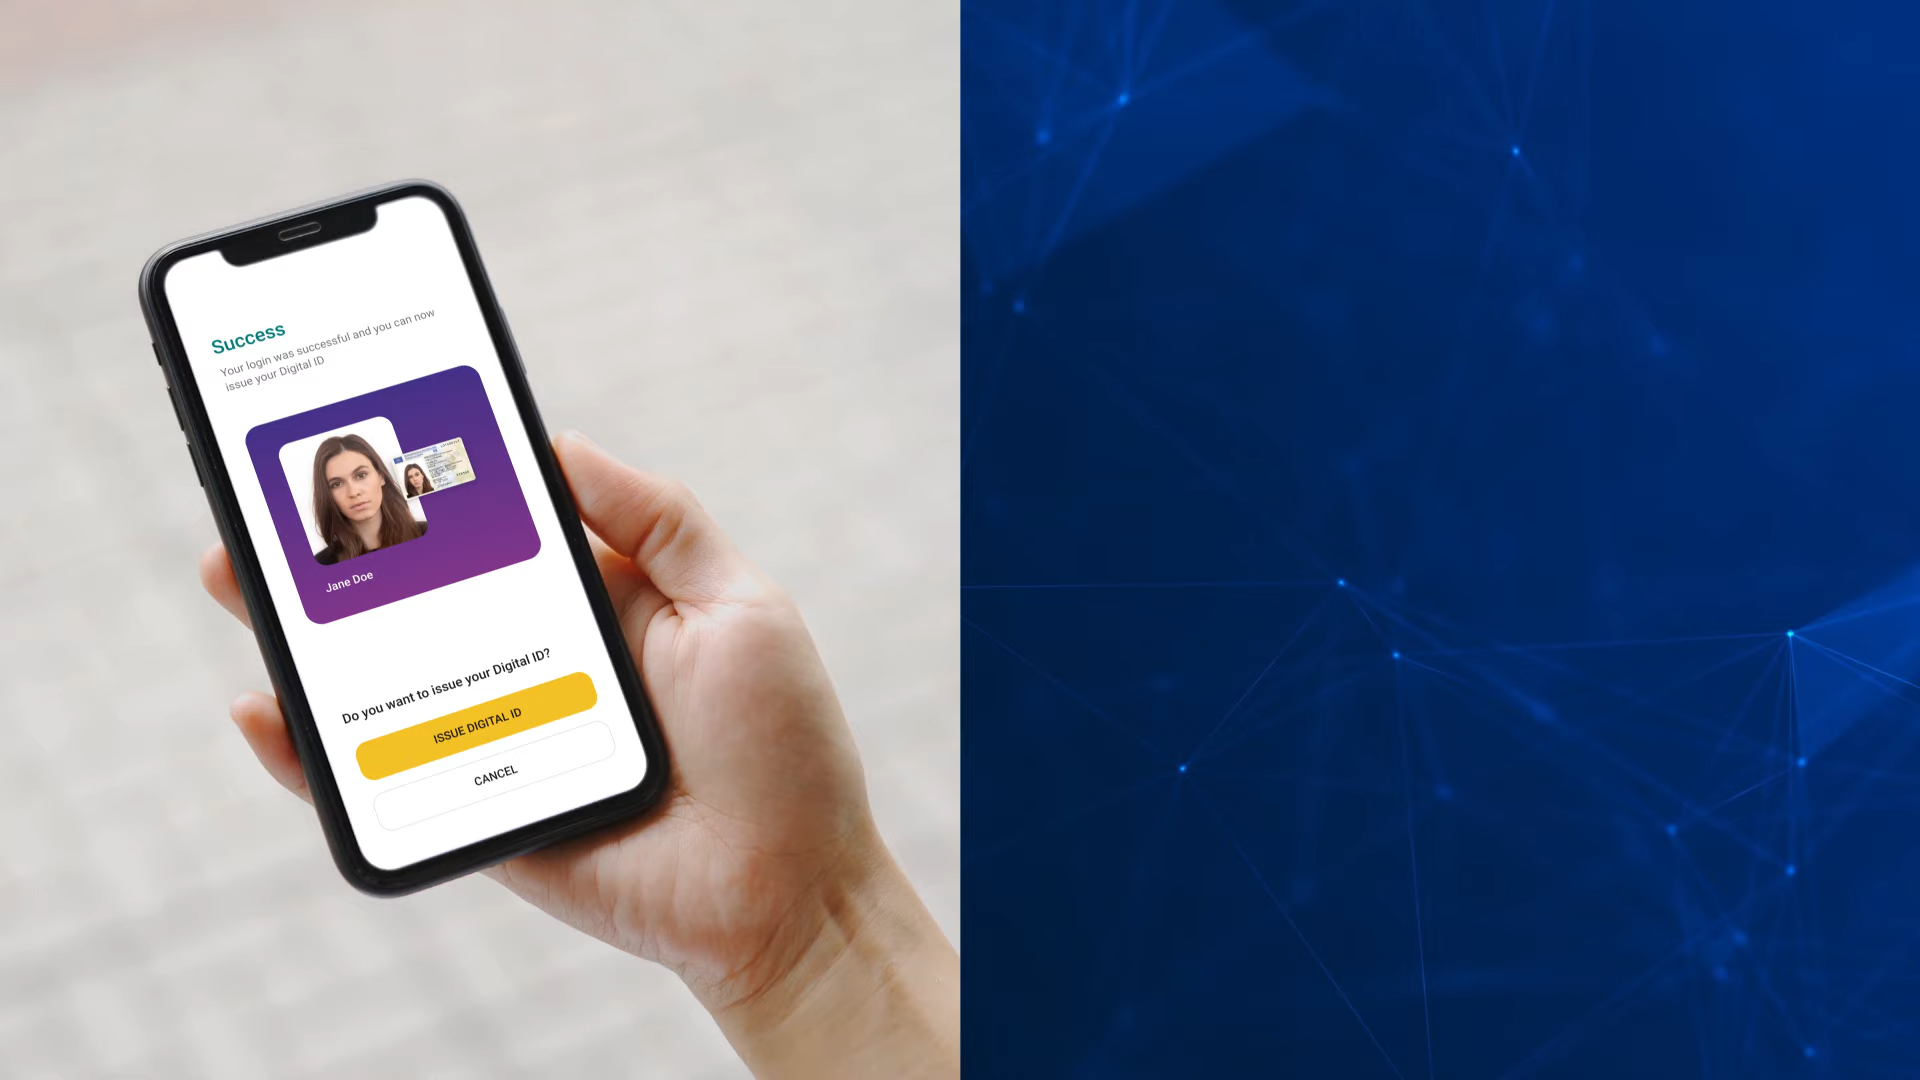 Success
Your login was successful and you can now
issue your Digital ID
Jane Doe
Do you want to issue your Digital ID?
ISSUE DIGITAL ID
CANCEL